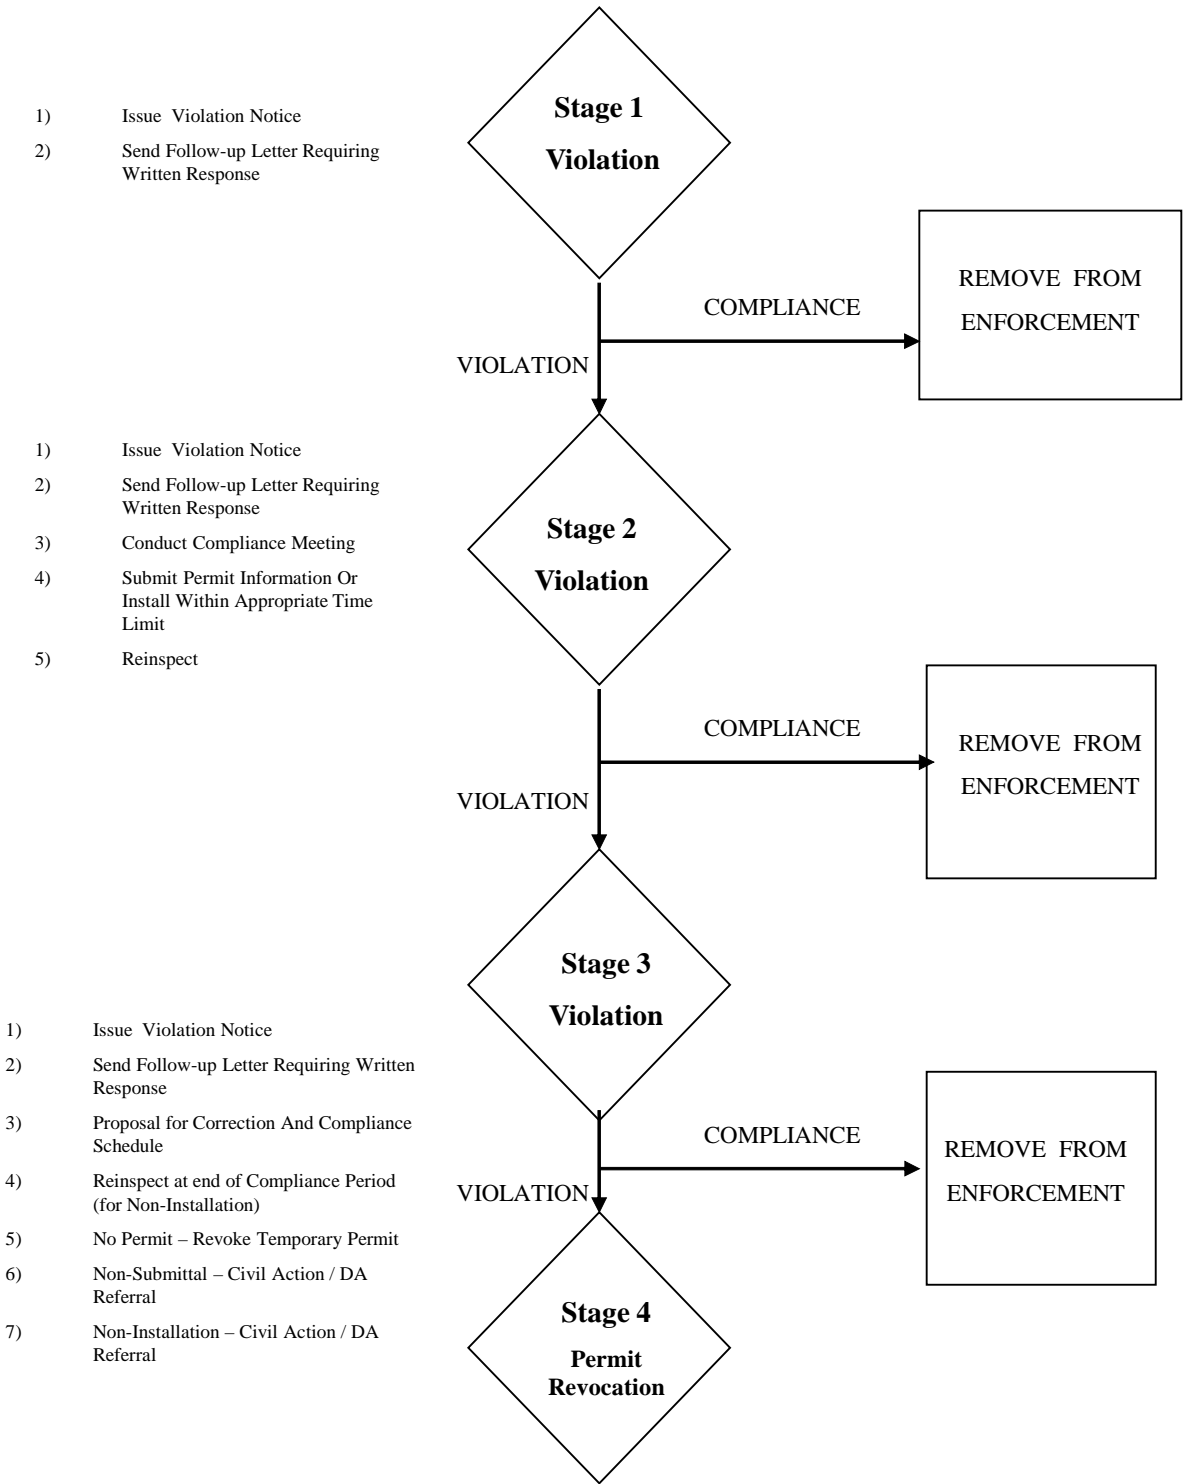 Stage 1
Violation
1) Issue Violation Notice
2) Send Follow-up Letter Requiring
Written Response
REMOVE FROM
ENFORCEMENT
COMPLIANCE
VIOLATION
1) Issue Violation Notice
2) Send Follow-up Letter Requiring
Written Response
3) Conduct Compliance Meeting
4) Submit Permit Information Or
Install Within Appropriate Time
Limit
5) Reinspect
Stage 2
Violation
COMPLIANCE
REMOVE FROM
ENFORCEMENT
VIOLATION
Stage 3
Violation
1) Issue Violation Notice
2) Send Follow-up Letter Requiring Written
Response
3) Proposal for Correction And Compliance
Schedule
4) Reinspect at end of Compliance Period
(for Non-Installation)
5) No Permit – Revoke Temporary Permit
6) Non-Submittal – Civil Action / DA
Referral
7) Non-Installation – Civil Action / DA
Referral
COMPLIANCE
REMOVE FROM
ENFORCEMENT
VIOLATION
Stage 4
Permit
Revocation